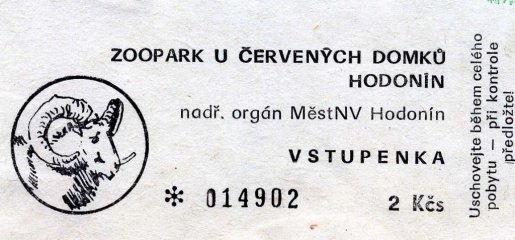 ZOOPARK U ČERVENÝCH DOMKŮ
HODONÍN
nadř. orgán MěstNV Hodonín
VSTUPENKA
* 014902 2 Kčs
Uschovejte během celého
pobytu — při kontrole
předložte!